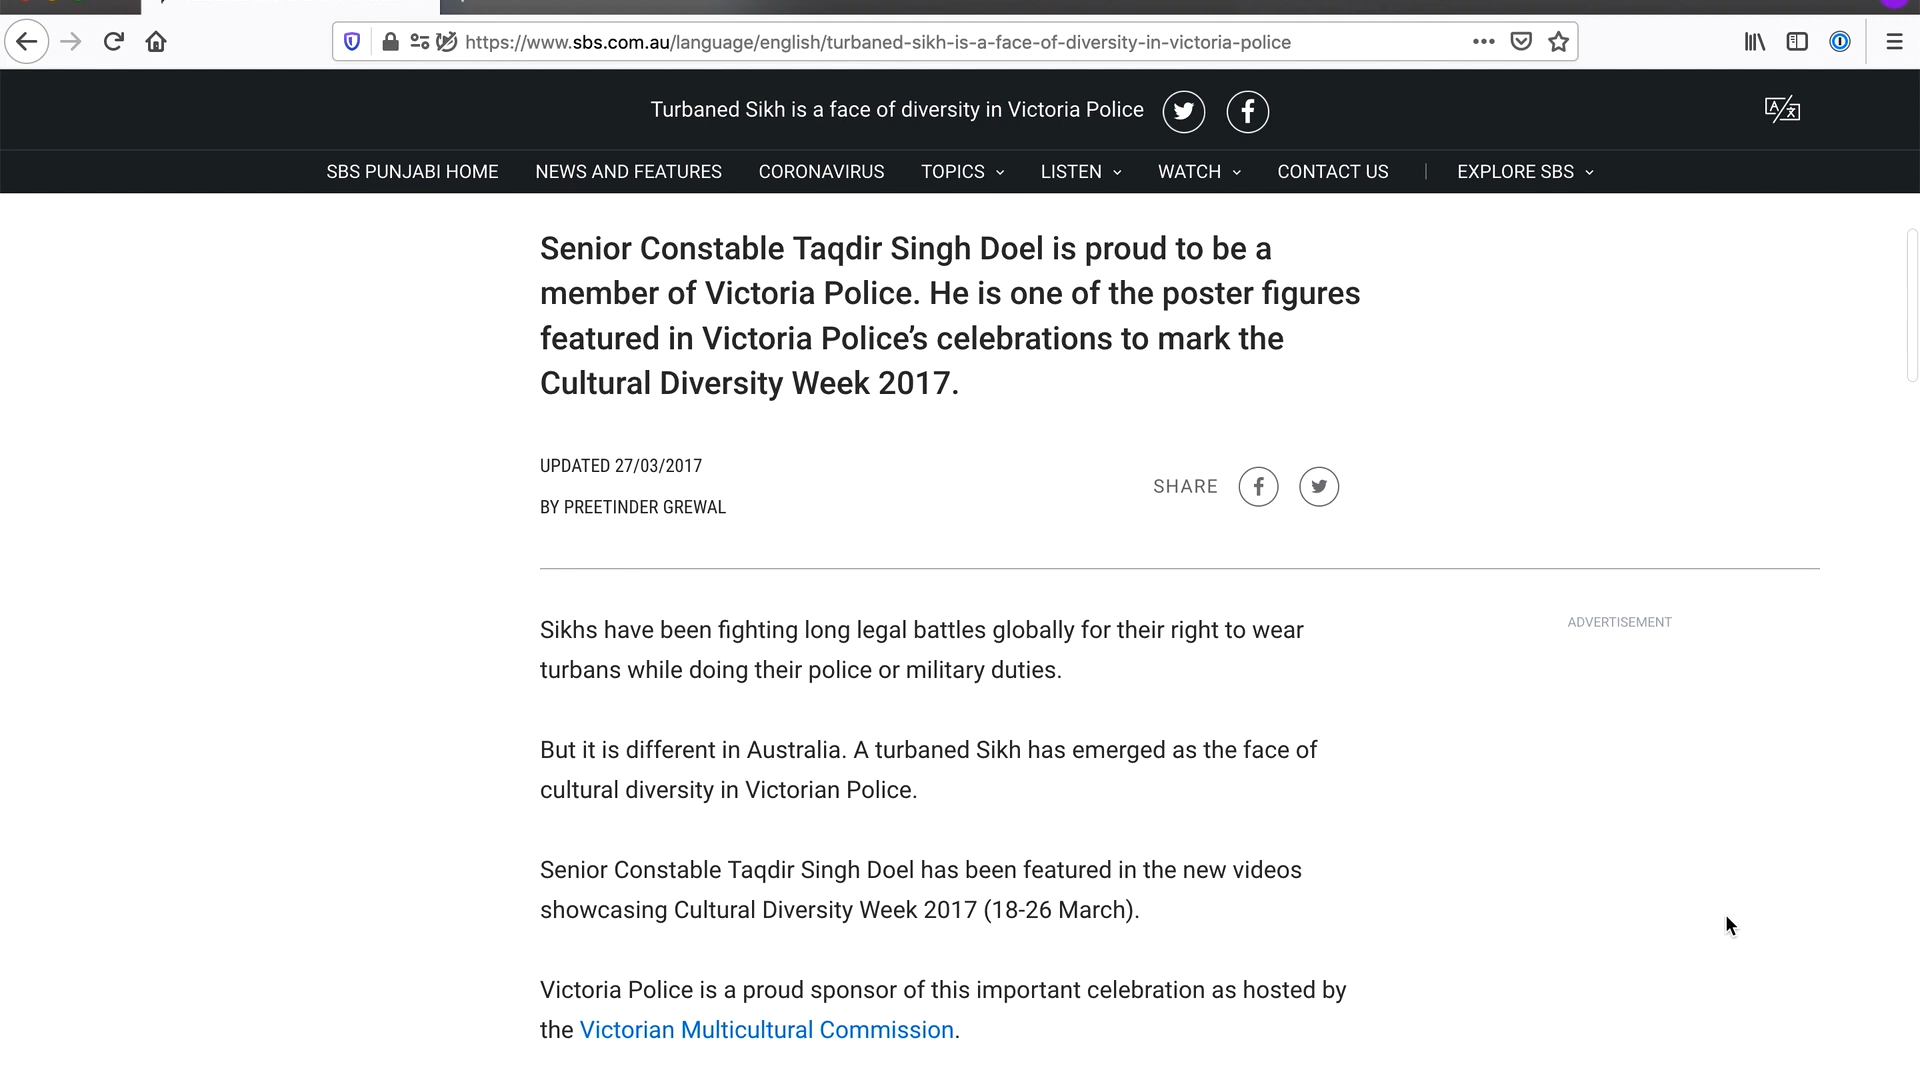 https://www.sbs.com.au/language/english/turbaned-sikh-is-a-face-of-diversity-in-victoria-police
Turbaned Sikh is a face of diversity in Victoria Police
SBS PUNJABI HOME NEWS AND FEATURES CORONAVIRUS TOPICS LISTEN WATCH CONTACT US | EXPLORE SBS
Senior Constable Taqdir Singh Doel is proud to be a
member of Victoria Police. He is one of the poster figures
featured in Victoria Police’s celebrations to mark the
Cultural Diversity Week 2017.
UPDATED 27/03/2017
BY PREETINDER GREWAL
SHARE
Sikhs have been fighting long legal battles globally for their right to wear
turbans while doing their police or military duties.
ADVERTISEMENT
But it is different in Australia. A turbaned Sikh has emerged as the face of
cultural diversity in Victorian Police.
Senior Constable Taqdir Singh Doel has been featured in the new videos
showcasing Cultural Diversity Week 2017 (18-26 March).
Victoria Police is a proud sponsor of this important celebration as hosted by
the Victorian Multicultural Commission.